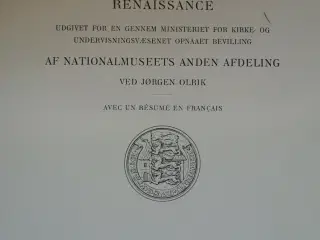 RENAISSANCE
UDGIVET FOR EN GENNEM MINISTERIET FOR KIRKE- OG
UNDERVISNINGSVÆSENET OPNAAET BEVILLING
AF NATIONALMUSEETS ANDEN AFDELING
VED JØRGEN OLRIK
AVEC UN RÉSUMÉ EN FRANÇAIS